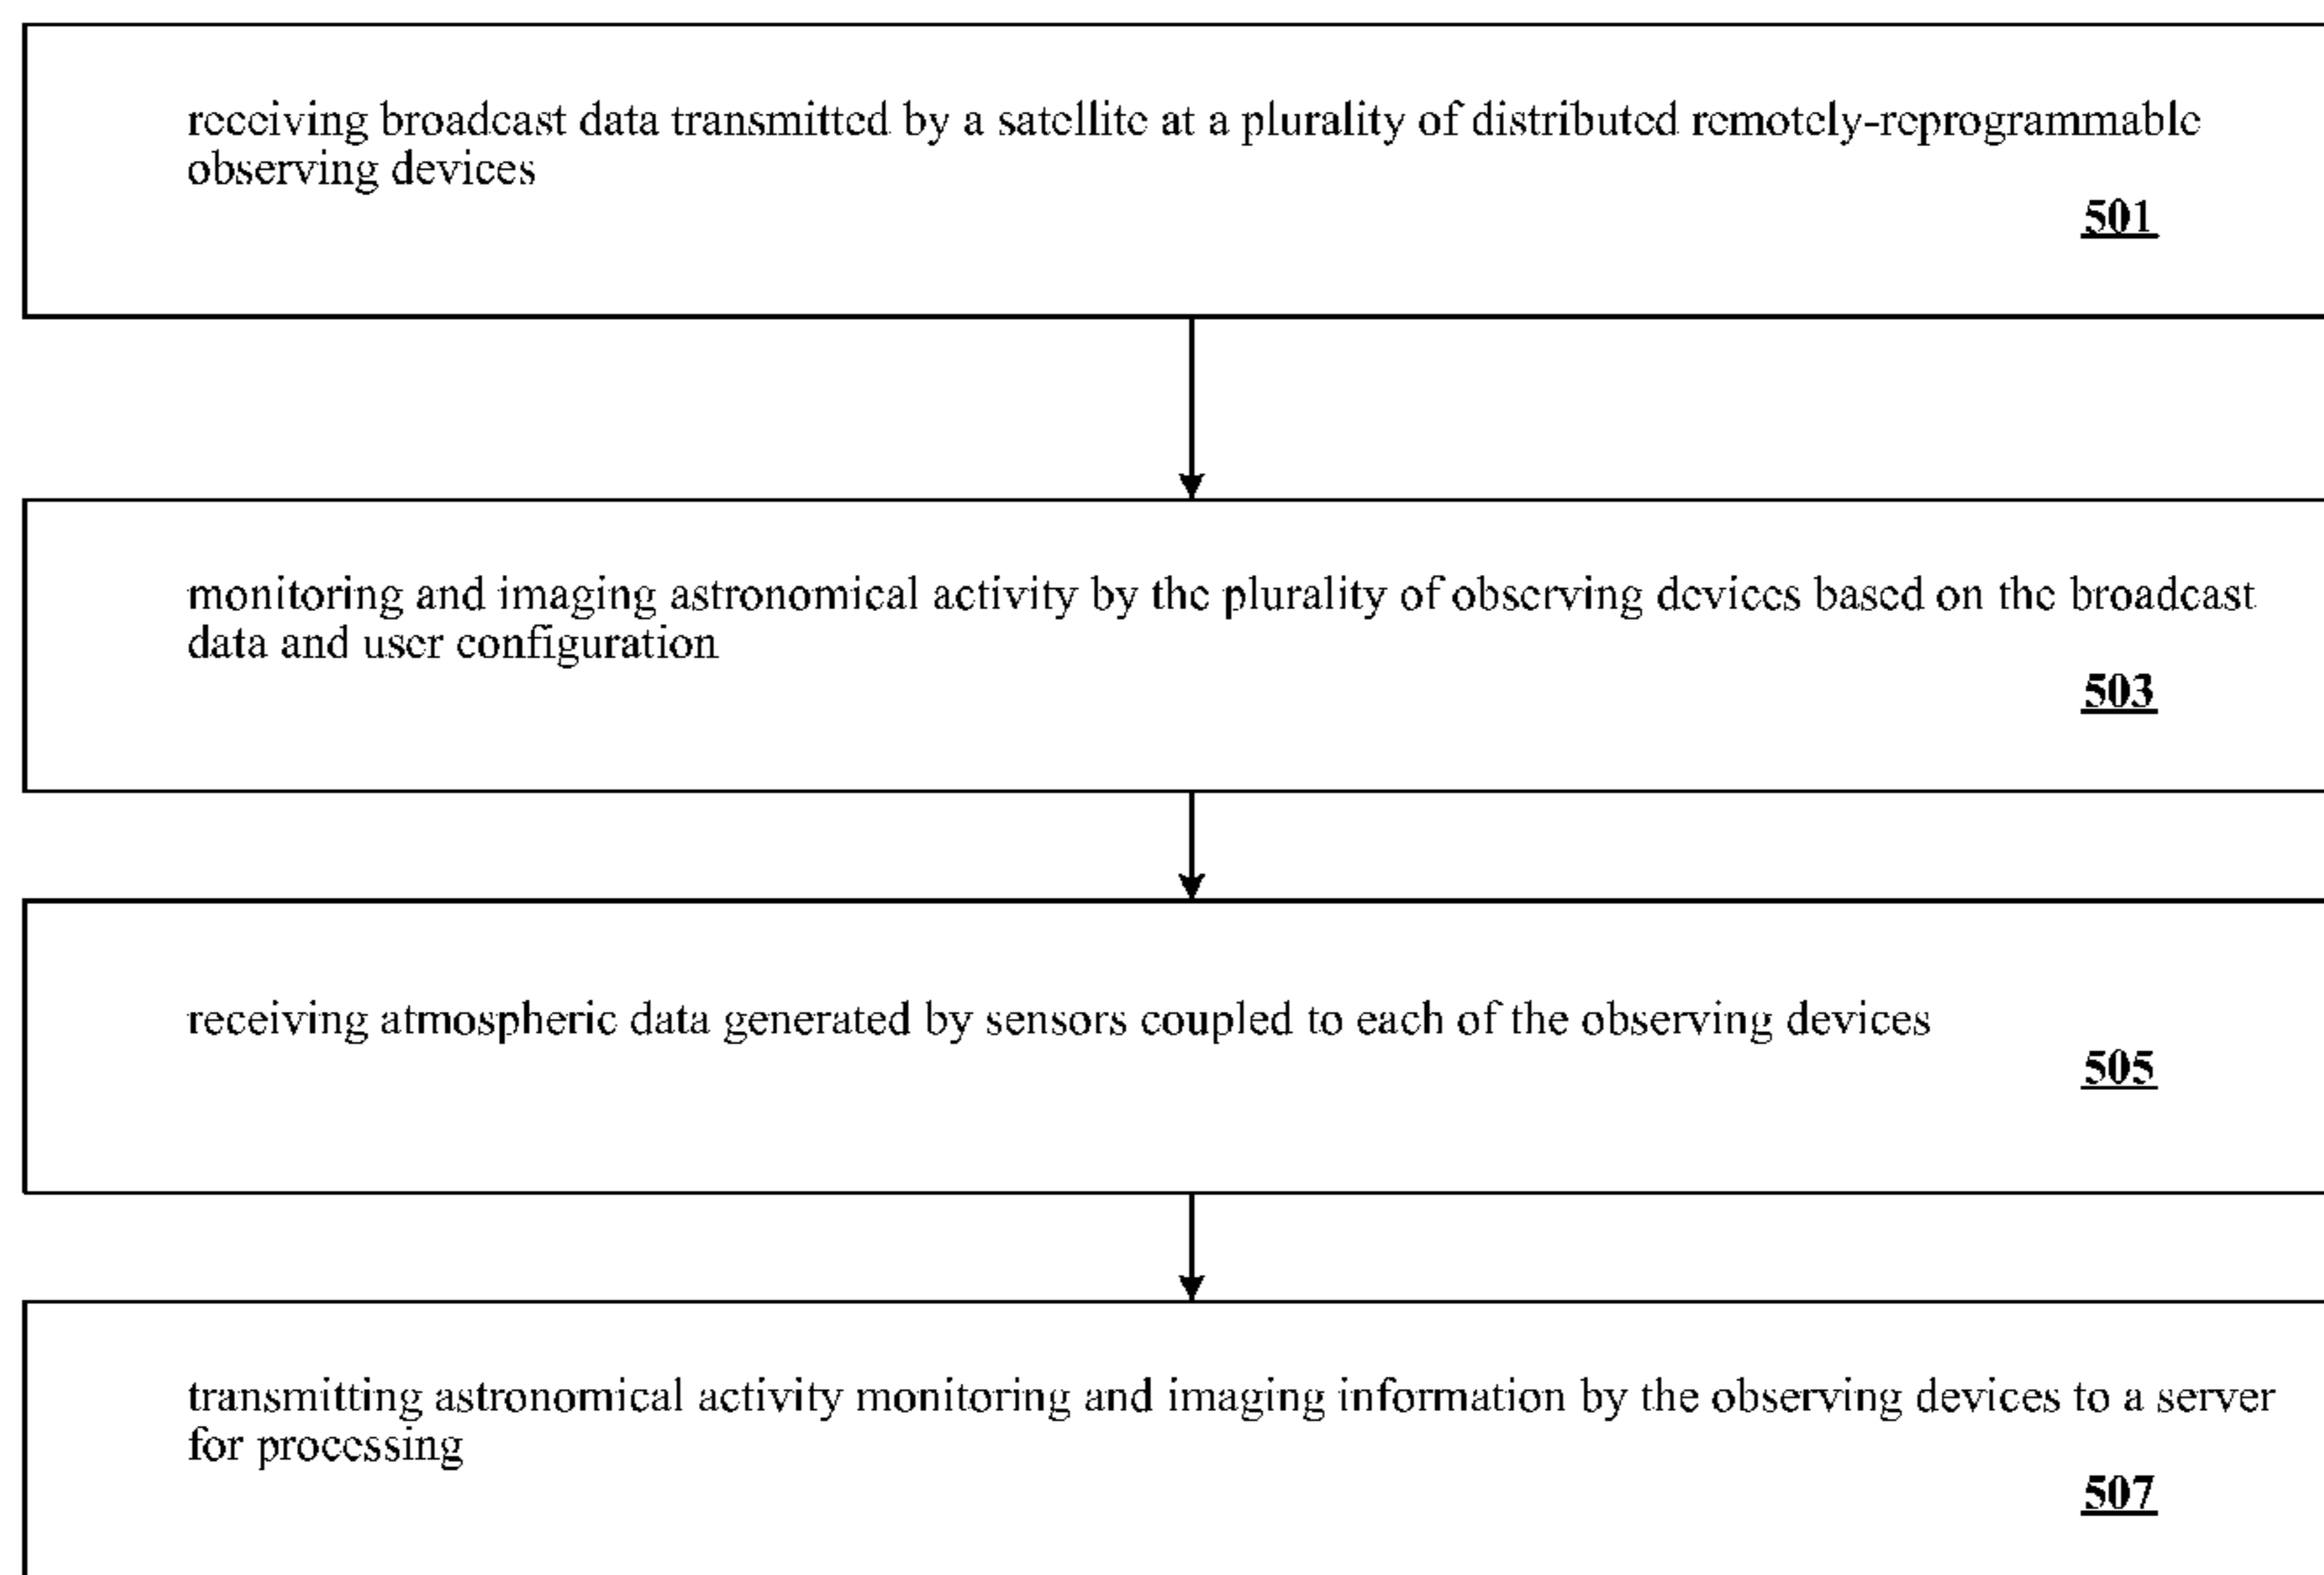 receiving broadcast data transmitted by a satellite at a plurality of distributed remotely-reprogrammable
observing devices
501
monitoring and imaging astronomical activity by the plurality of observing devices based on the broadcast
data and user configuration
503
receiving atmospheric data generated by sensors coupled to each of the observing devices
505
transmitting astronomical activity monitoring and imaging information by the observing devices to a server
for processing
507